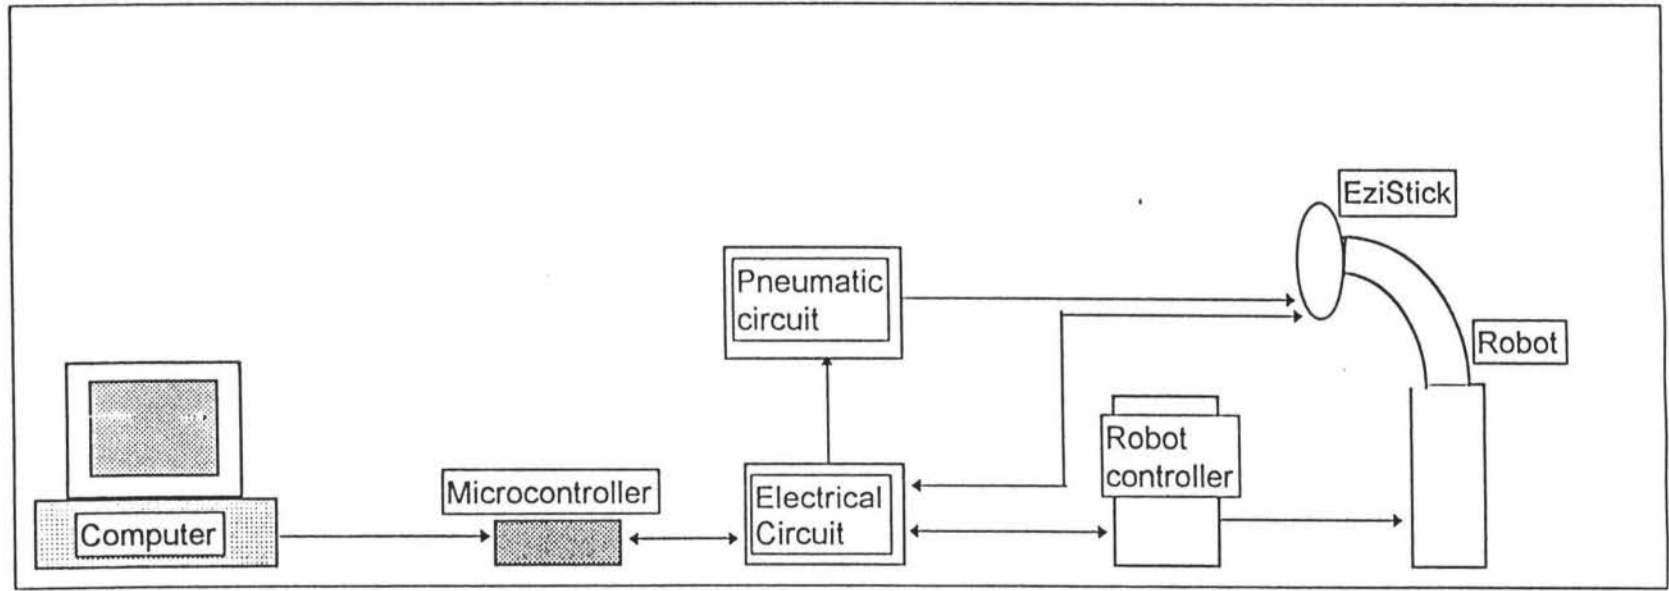 EziStick
Pneumatic
circuit
Robot
Robot
controller
Microcontroller
Electrical
Circuit
Computer